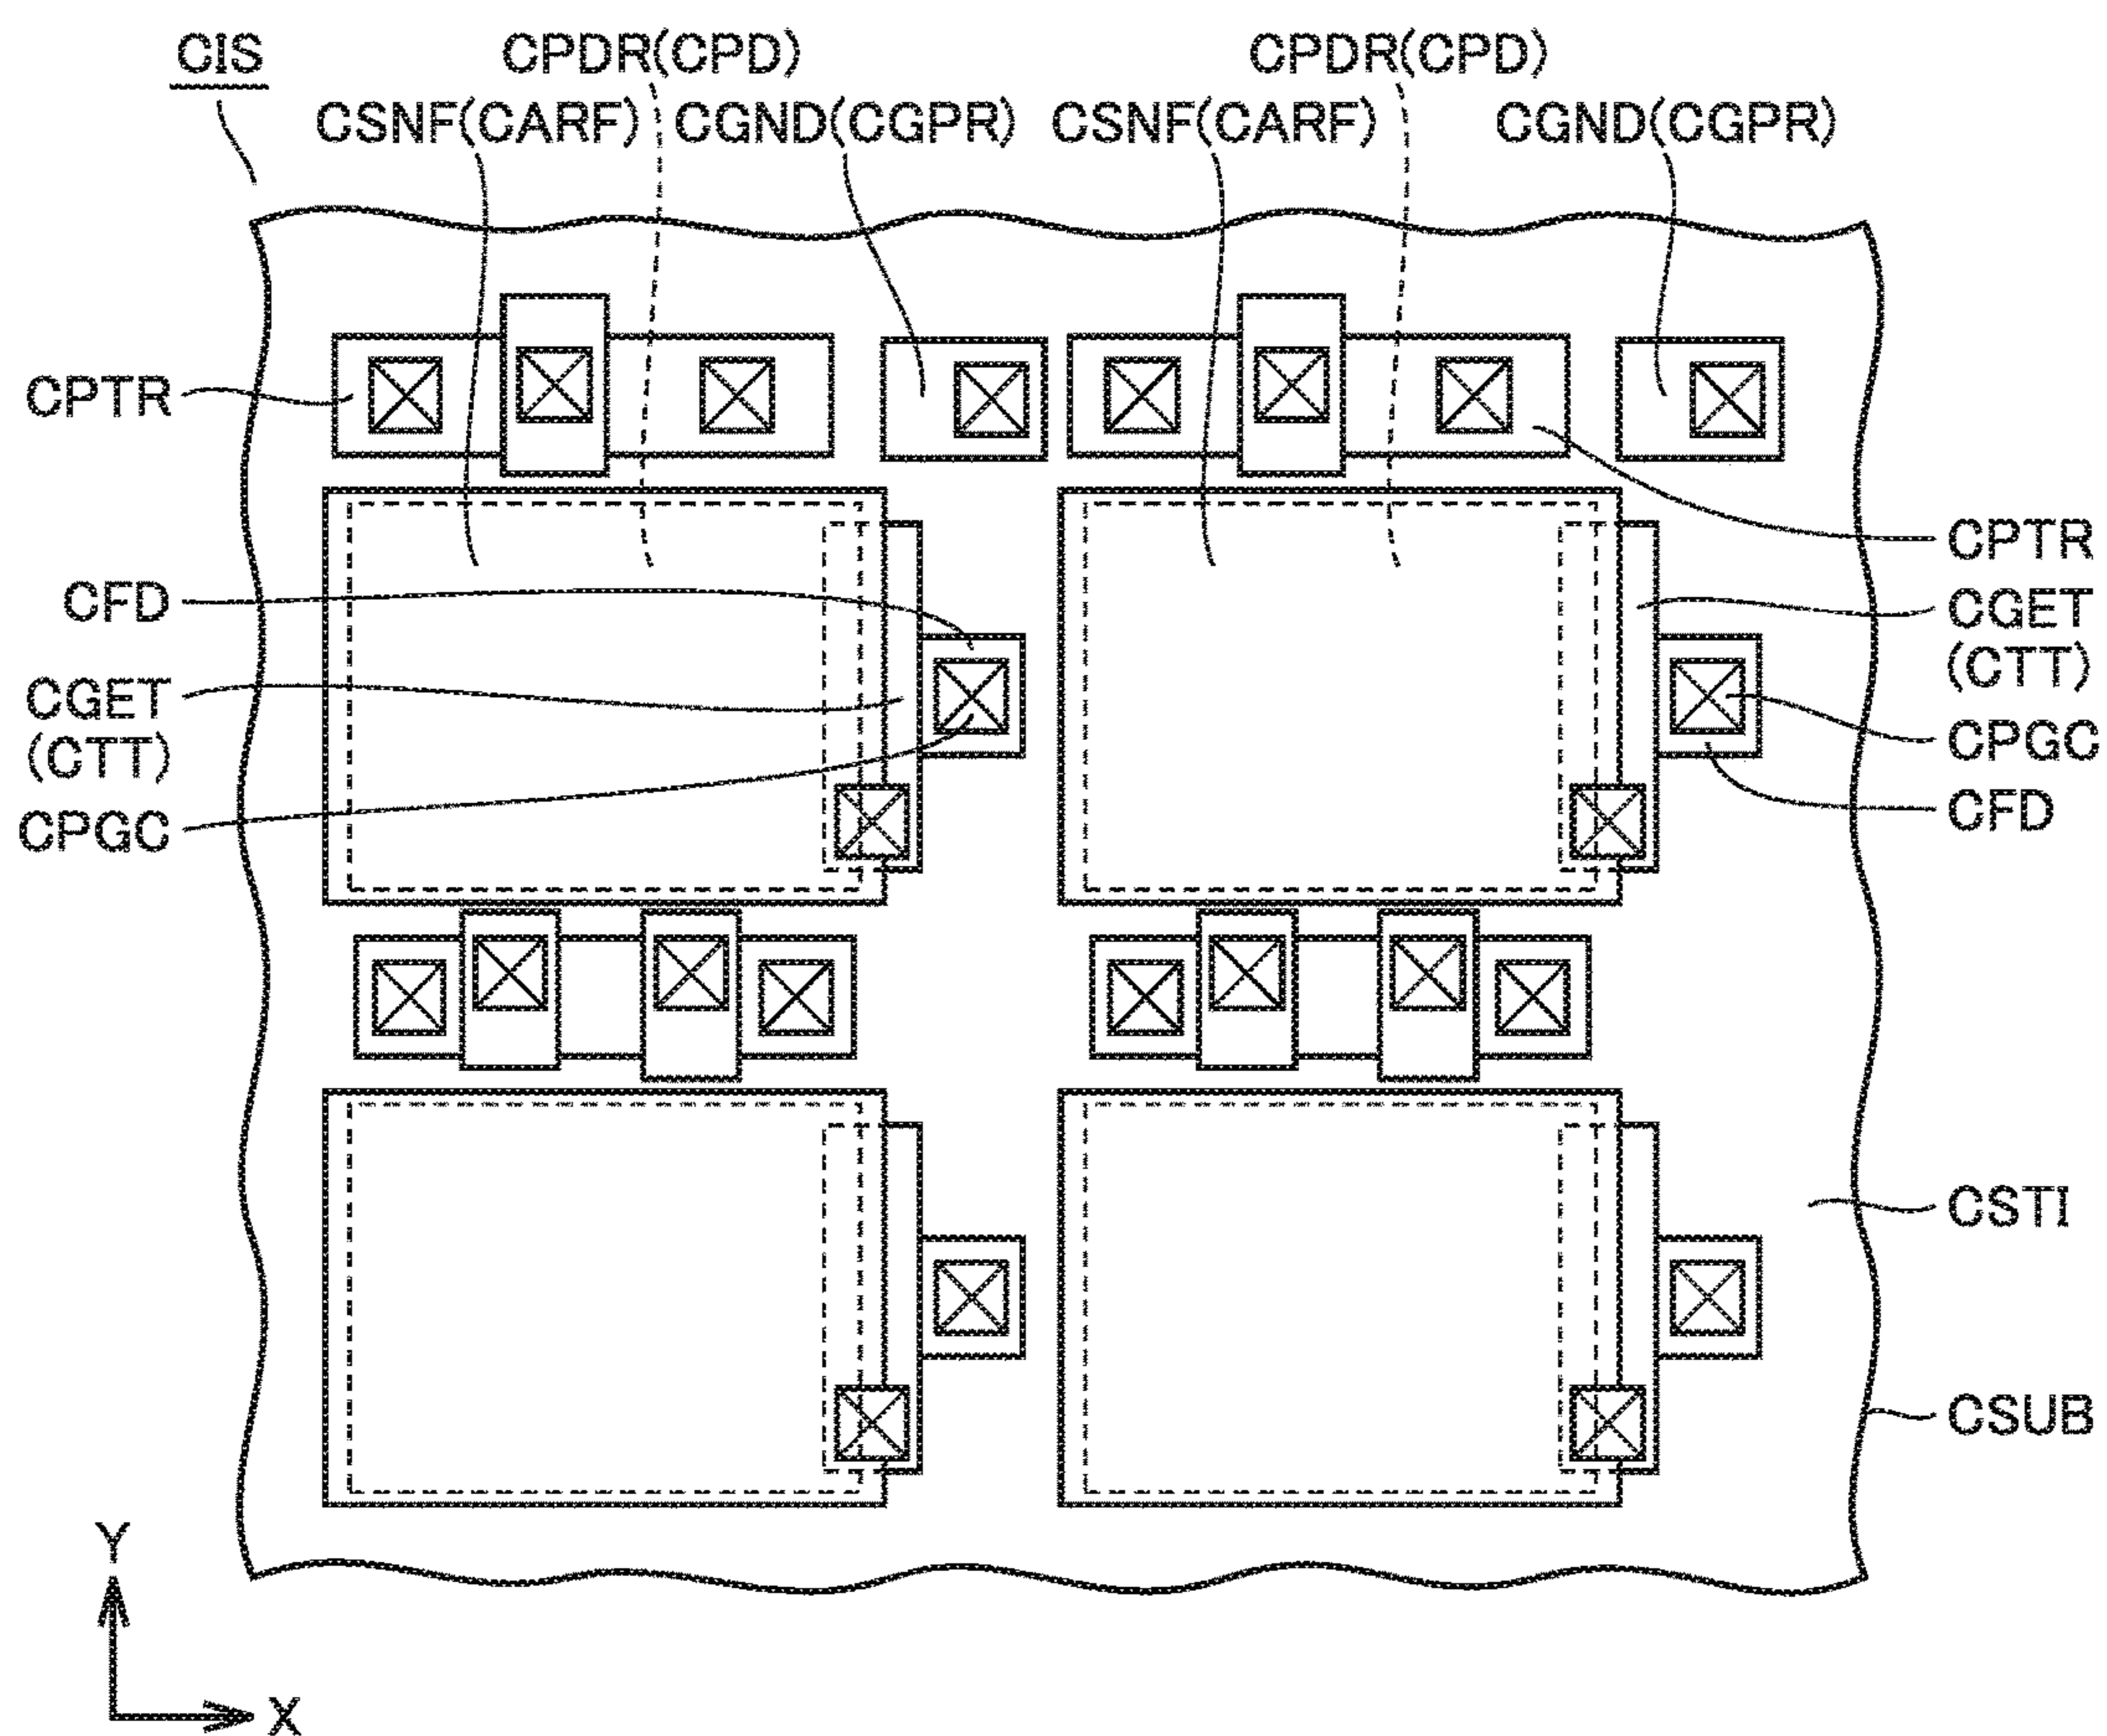 CIS
CPDR(CPD)
CPDR(CPD)
CSNF(CARF)
CGND(CGPR)
CSNF(CARF)
CGND(CGPR)
CPTR
CFD
CGET
(CTT)
CPGC
CPTR
CGET
(CTT)
CPGC
CFD
CSTI
CSUB
Y
X